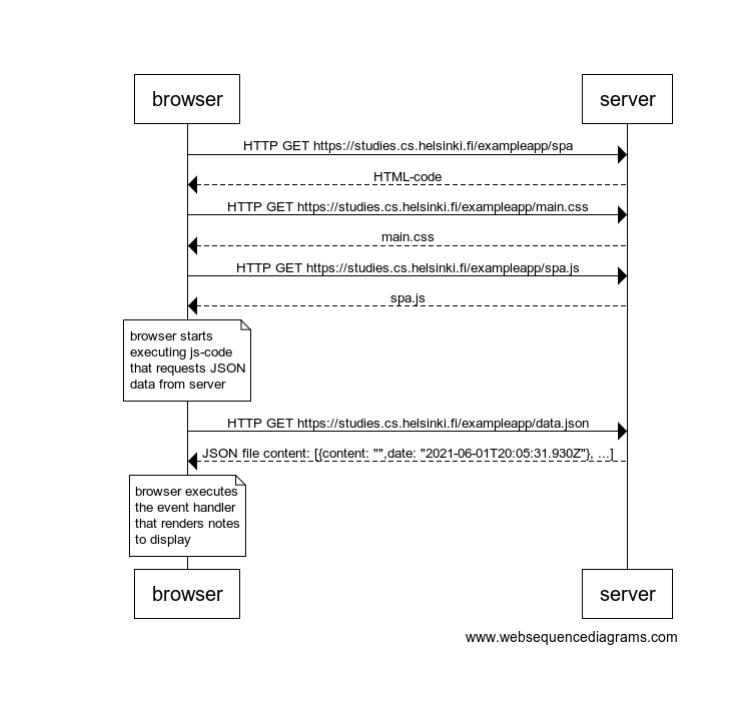 browser
server
HTTP GET https://studies.cs.helsinki.fi/exampleapp/spa
HTML-code
HTTP GET https://studies.cs.helsinki.fi/exampleapp/main.css
main.css
HTTP GET https://studies.cs.helsinki.fi/exampleapp/spa.js
spa.js
browser starts
executing js-code
that requests JSON
data from server
HTTP GET https://studies.cs.helsinki.fi/exampleapp/data.json
JSON file content: [{content: "",date: "2021-06-01T20:05:31.930Z"}, ...]
browser executes
the event handler
that renders notes
to display
browser
server
www.websequencediagrams.com